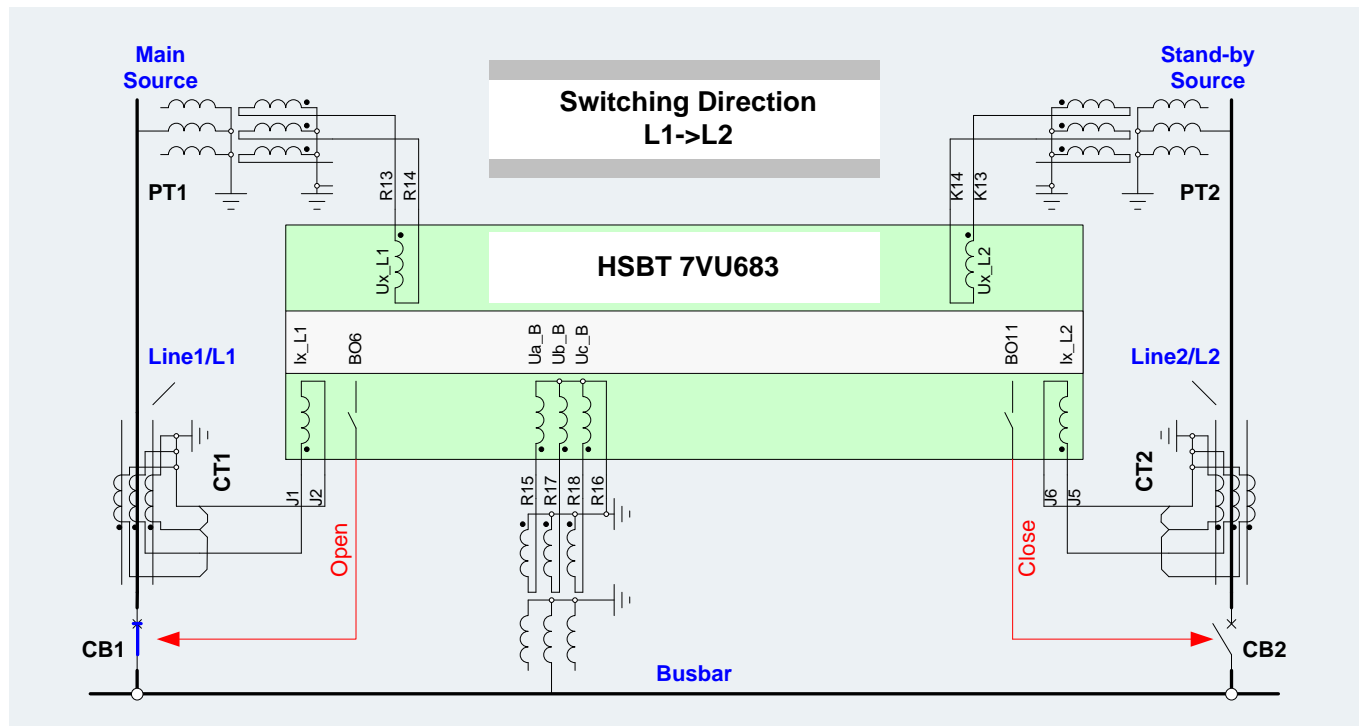 Main
Source
Stand-by
Source
Switching Direction
L1->L2
PT1
R13
R14
K14
K13
PT2
HSBT 7VU683
Ux_L1
Ux_L2
Ix_L1
BO6
Ua_B
Ub_B
Uc_B
BO11
Ix_L2
Line1/L1
Line2/L2
CT1
J1
J2
R15
R17
R18
R16
J6
J5
CT2
Open
Close
CB1
CB2
Busbar